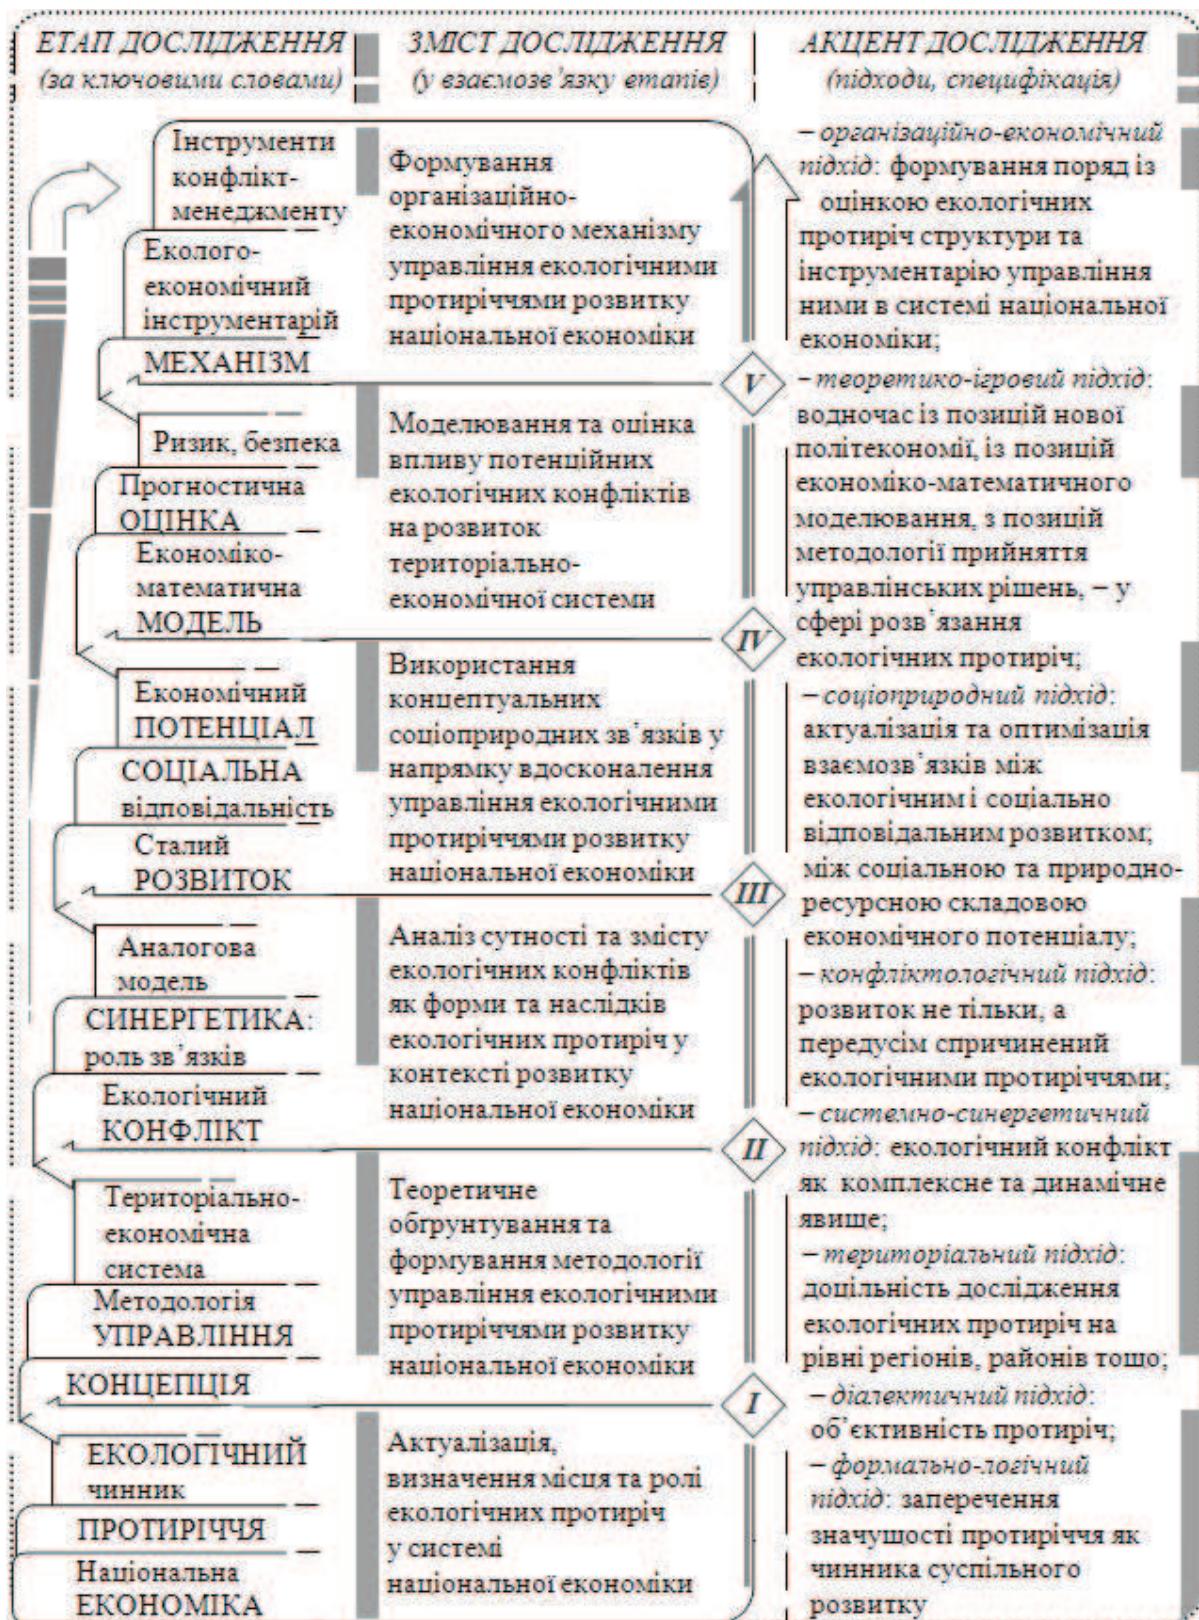 ЕТАП ДОСЛІДЖЕННЯ
(за ключовими словами)
Інструменти
конфлікт-
менеджменту
Еколого-
економічний
інструментарій
МЕХАНІЗМ
Ризик, безпека
Прогностична
ОЦІНКА
Економіко-
математична
МОДЕЛЬ
Економічний
ПОТЕНЦІАЛ
СОЦІАЛЬНА
відповідальність
Сталий
РОЗВИТОК
Аналогова
модель
СИНЕРГЕТИКА:
роль зв’язків
Екологічний
КОНФЛІКТ
Територіально-
економічна
система
Методологія
УПРАВЛІННЯ
КОНЦЕПЦІЯ
ЕКОЛОГІЧНИЙ
чинник
ПРОТИРІЧЧЯ
Національна
ЕКОНОМІКА
ЗМІСТ ДОСЛІДЖЕННЯ
(у взаємозв’язку етапів)
Формування
організаційно-
економічного механізму
управління екологічними
протиріччями розвитку
національної економіки
V
Моделювання та оцінка
впливу потенційних
екологічних конфліктів
на розвиток
територіально-
економічної системи
IV
Використання
концептуальних
соціоприродних зв’язків у
напрямку вдосконалення
управління екологічними
протиріччями розвитку
національної економіки
III
Аналіз сутності та змісту
екологічних конфліктів
як форми та наслідків
екологічних протиріч у
контексті розвитку
національної економіки
II
Теоретичне
обґрунтування та
формування методології
управління екологічними
протиріччями розвитку
національної економіки
I
Актуалізація,
визначення місця та ролі
екологічних протиріч
у системі
національної економіки
АКЦЕНТ ДОСЛІДЖЕННЯ
(підходи, специфікація)
– організаційно-економічний
підхід: формування поряд із
оцінкою екологічних
протиріч структури та
інструментарію управління
ними в системі національної
економіки;
– теоретико-ігровий підхід:
водночас із позицій нової
політекономії, із позицій
економіко-математичного
моделювання, з позицій
методології прийняття
управлінських рішень, – у
сфері розв’язання
екологічних протиріч;
– соціоприродний підхід:
актуалізація та оптимізація
взаємозв’язків між
екологічним і соціально
відповідальним розвитком;
між соціальною та природно-
ресурсною складовою
економічного потенціалу;
– конфліктологічний підхід:
розвиток не тільки, а
передусім спричинений
екологічними протиріччями;
– системно-синергетичний
підхід: екологічний конфлікт
як комплексне та динамічне
явище;
– територіальний підхід:
доцільність дослідження
екологічних протиріч на
рівні регіонів, районів тощо;
– діалектичний підхід:
об’єктивність протиріч;
– формально-логічний
підхід: заперечення
значущості протиріччя як
чинника суспільного
розвитку